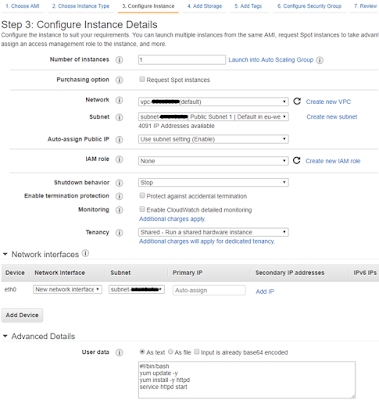 1. Choose AMI 2. Choose Instance Type 3. Configure Instance 4. Add Storage 5. Add Tags 6. Configure Security Group 7. Review
Step 3: Configure Instance Details
Configure the instance to suit your requirements. You can launch multiple instances from the same AMI, request Spot instances to take advan
assign an access management role to the instance, and more.
Number of instances 1 Launch into Auto Scaling Group
Purchasing option Request Spot instances
Network vpc- (default) Create new VPC
Subnet subnet- Public Subnet 1 | Default in eu-we Create new subnet
4091 IP Addresses available
Auto-assign Public IP Use subnet setting (Enable)
IAM role None Create new IAM role
Shutdown behavior Stop
Enable termination protection Protect against accidental termination
Monitoring Enable CloudWatch detailed monitoring
Additional charges apply.
Tenancy Shared - Run a shared hardware instance
Additional charges will apply for dedicated tenancy.
Network interfaces
Device Network Interface Subnet Primary IP Secondary IP addresses IPv6 IPs
eth0 New network interface subnet- Auto-assign Add IP
Add Device
Advanced Details
User data As text As file Input is already base64 encoded
#!/bin/bash
yum update -y
yum install -y httpd
service httpd start